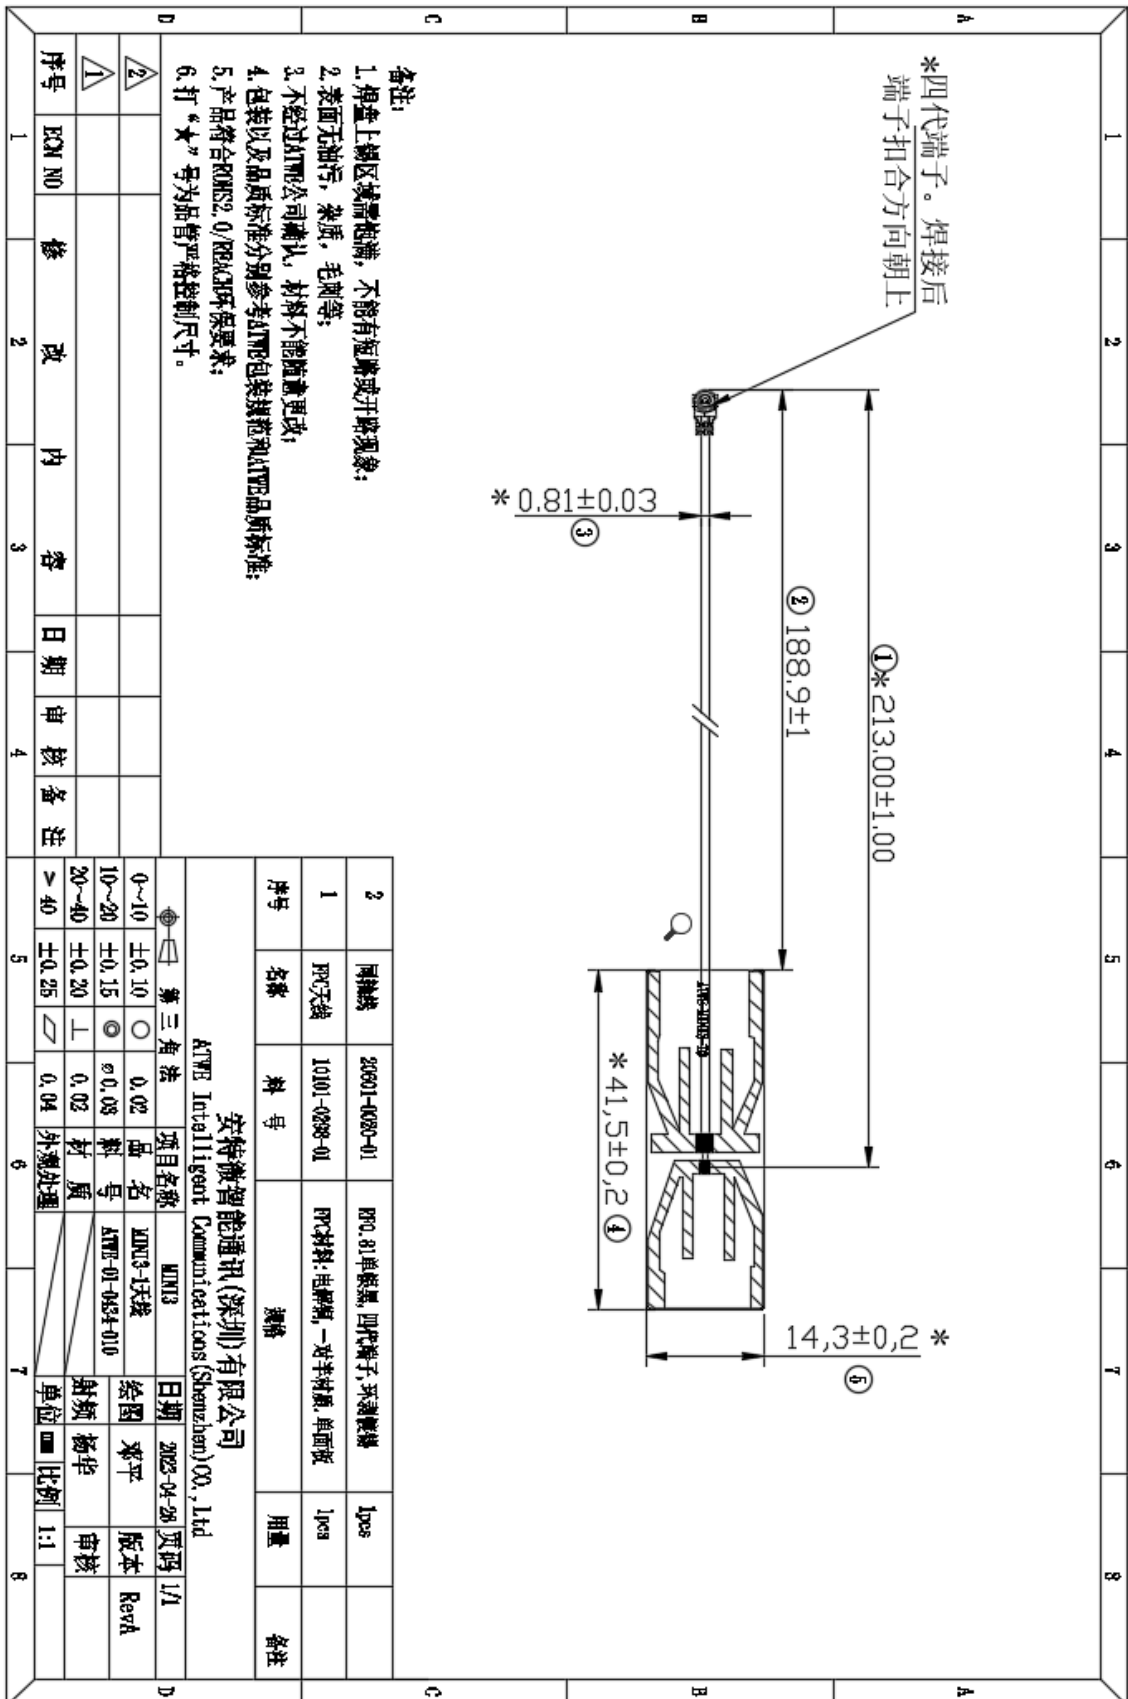 1 2 3 4 5 6 7 8
A
B
C
D
*四代端子。焊接后
端子扣合方向朝上
①*213.00±1.00
②188.9±1
*0.81±0.03
③
*41,5±0,2④
14,3±0,2 *
⑤
备注:
1.焊盘上锡区域需饱满，不能有短路或开路现象;
2.表面无油污，杂质，毛刺等;
3.不经过ATWE公司确认，材料不能随意更改;
4.包装以及品质标准分别参考ATWE包装规范和ATWE品质标准;
5.产品符合ROHS2.0/REACH环保要求;
6.打“★”号为品管严格控制尺寸。
2 同轴线 20601-0080-01 1pcs
1 FPC天线 10101-0298-01 FPC材料:电解铜,一对半材质,单面板 1pcs
序号 名称 料号 规格 用量 备注
安特微智能通讯(深圳)有限公司
ATWE Intelligent Communications(Shenzhen)CO.,Ltd
第三角法 项目名称 MINI3 日期 2023-04-26 页码 1/1
0~10 ±0.10 ○ 0.02 品名 MINI3-1天线 绘图 邓平 版本 RevA
10~20 ±0.15 ◎ ø0.03 料号 ATWE-01-0434-010 射频 杨华 审核
20~40 ±0.20 ⊥ 0.02 材质
>40 ±0.25 ▱ 0.04 外观处理 单位 mm 比例 1:1
2
1
序号 ECN NO 修改内容 日期 审核 备注
1 2 3 4 5 6 7 8
A
B
C
D